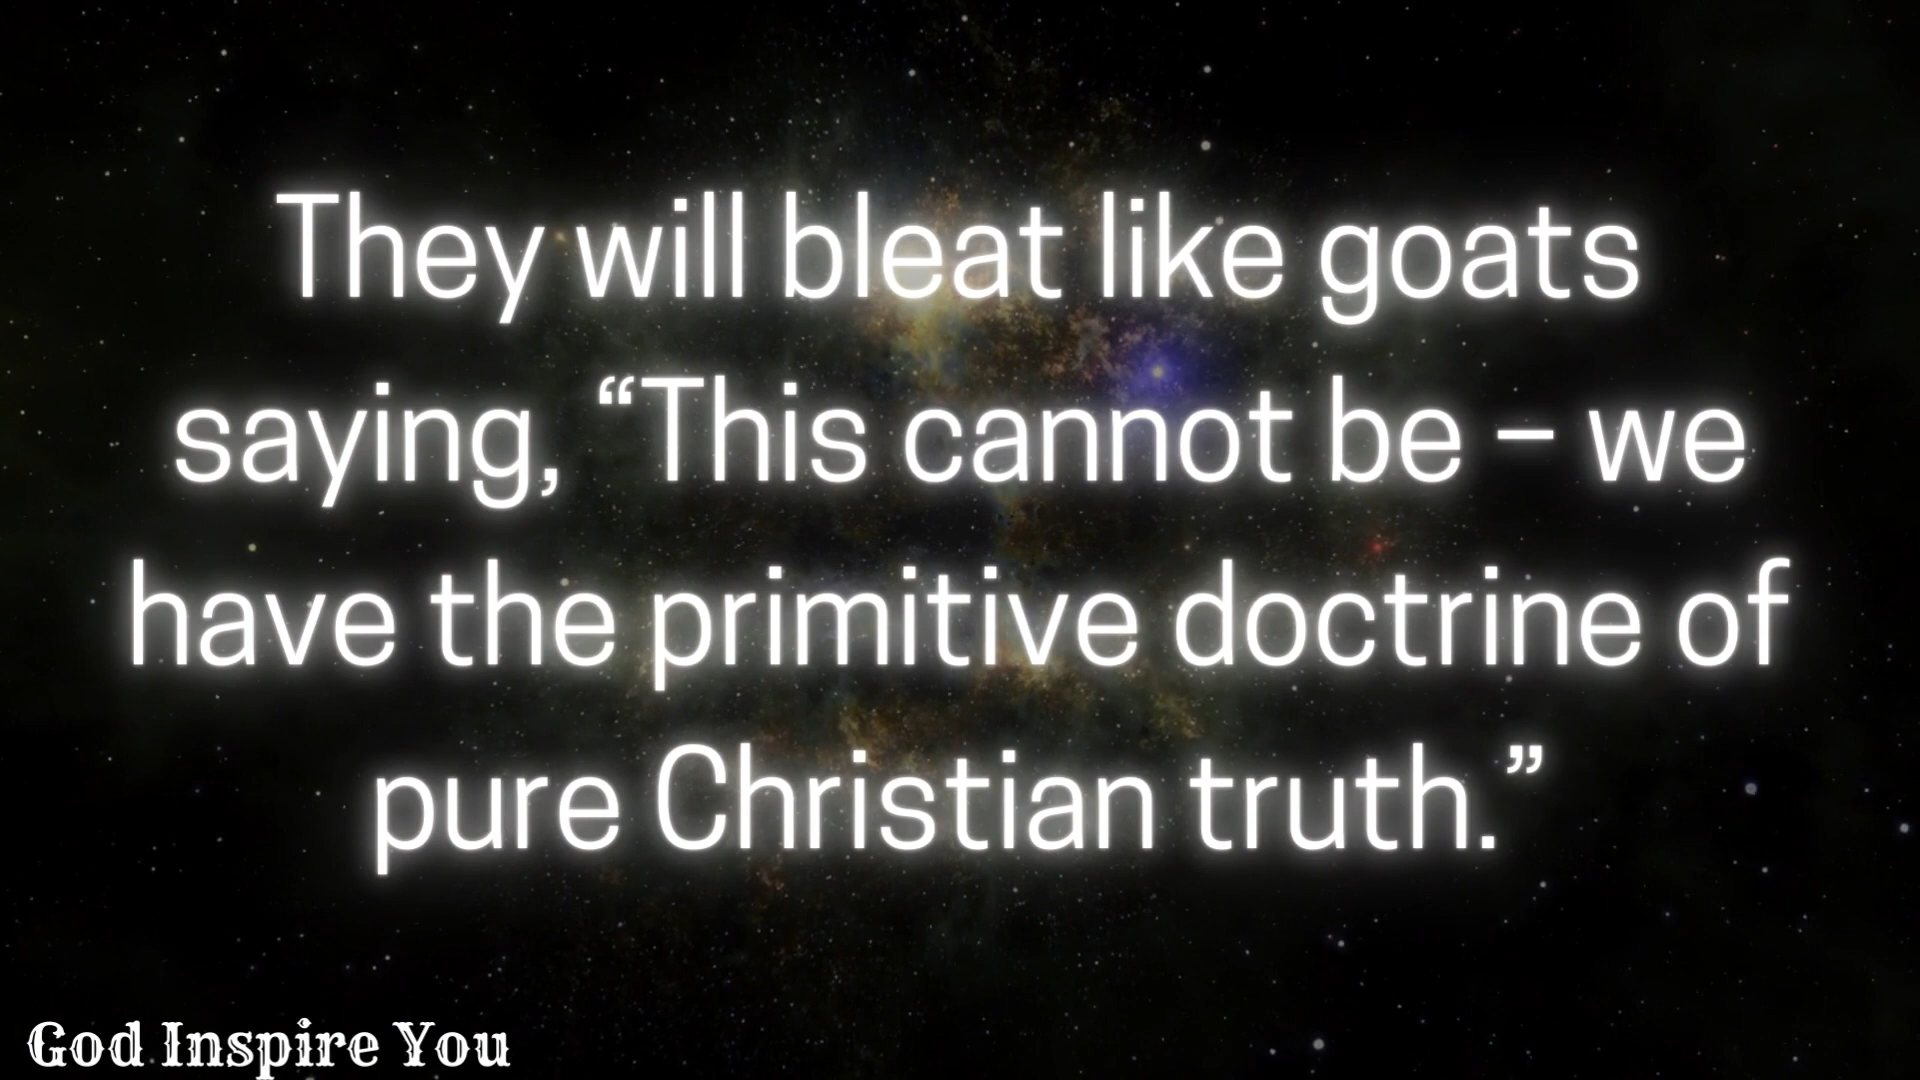 They will bleat like goats
saying, “This cannot be – we
have the primitive doctrine of
pure Christian truth.”
God Inspire You